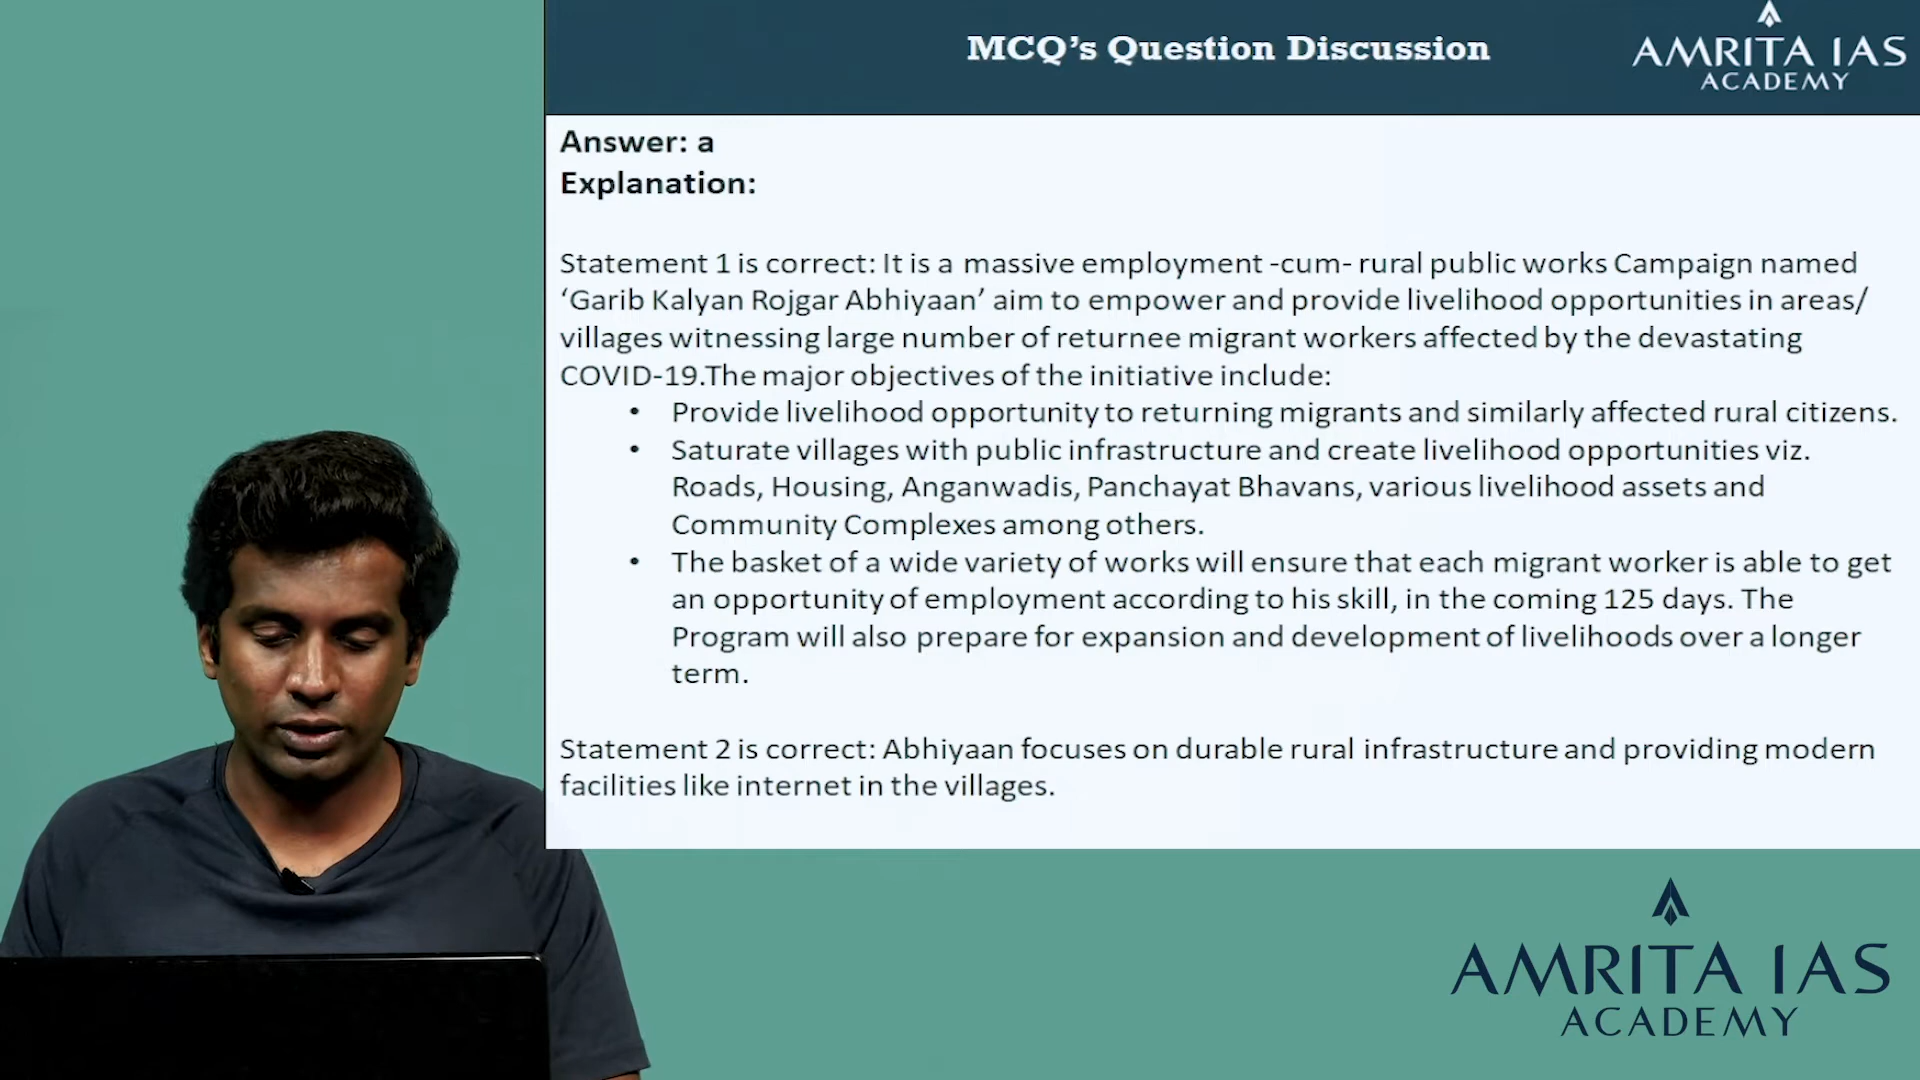 MCQ's Question Discussion
AMRITA IAS
ACADEMY
Answer: a
Explanation:
Statement 1 is correct: It is a massive employment -cum- rural public works Campaign named
‘Garib Kalyan Rojgar Abhiyaan’ aim to empower and provide livelihood opportunities in areas/
villages witnessing large number of returnee migrant workers affected by the devastating
COVID-19.The major objectives of the initiative include:
• Provide livelihood opportunity to returning migrants and similarly affected rural citizens.
• Saturate villages with public infrastructure and create livelihood opportunities viz.
Roads, Housing, Anganwadis, Panchayat Bhavans, various livelihood assets and
Community Complexes among others.
• The basket of a wide variety of works will ensure that each migrant worker is able to get
an opportunity of employment according to his skill, in the coming 125 days. The
Program will also prepare for expansion and development of livelihoods over a longer
term.
Statement 2 is correct: Abhiyaan focuses on durable rural infrastructure and providing modern
facilities like internet in the villages.
AMRITA IAS
ACADEMY